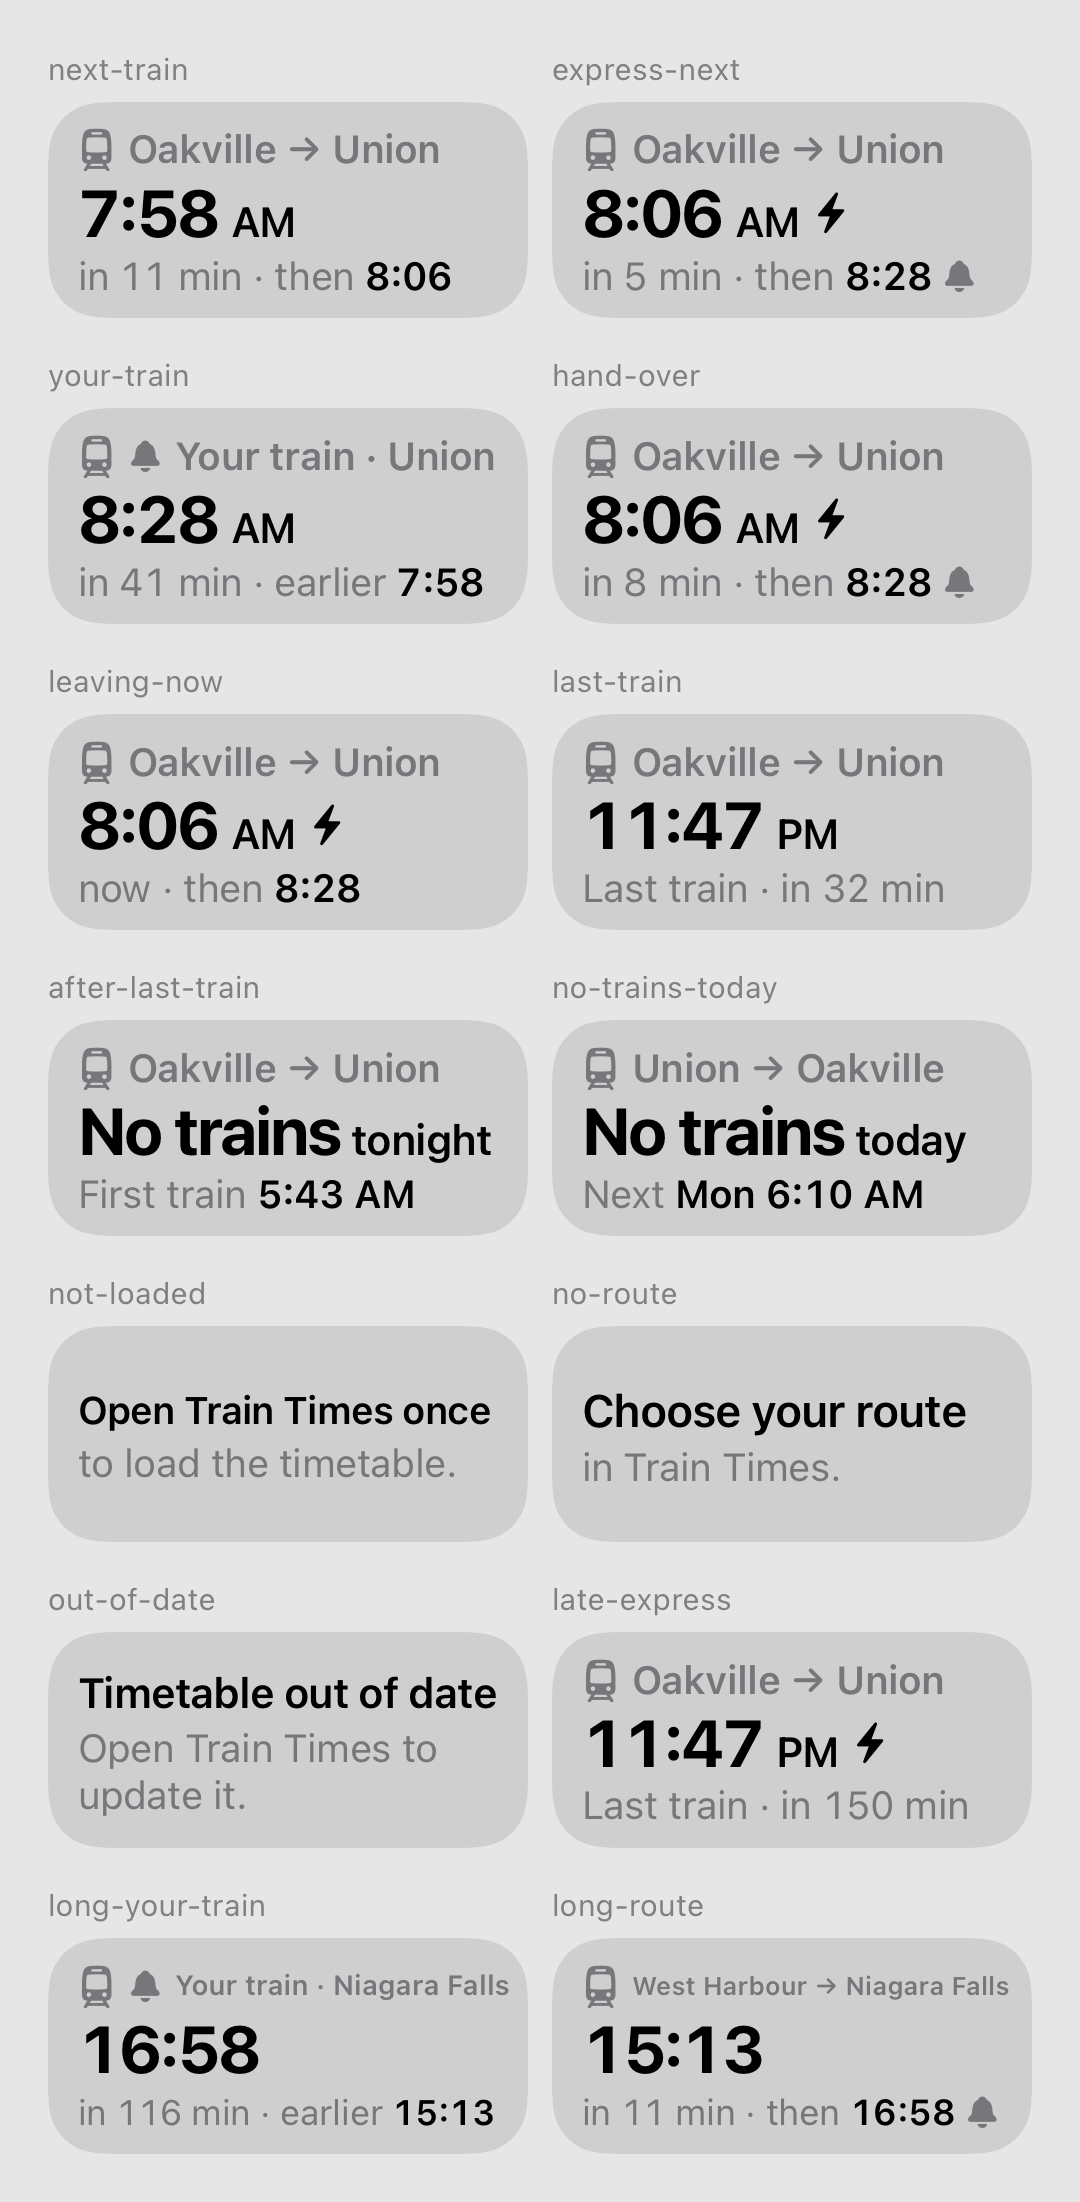 next-train
Oakville → Union
7:58 AM
in 11 min · then 8:06
express-next
Oakville → Union
8:06 AM
in 5 min · then 8:28
your-train
Your train · Union
8:28 AM
in 41 min · earlier 7:58
hand-over
Oakville → Union
8:06 AM
in 8 min · then 8:28
leaving-now
Oakville → Union
8:06 AM
now · then 8:28
last-train
Oakville → Union
11:47 PM
Last train · in 32 min
after-last-train
Oakville → Union
No trains tonight
First train 5:43 AM
no-trains-today
Union → Oakville
No trains today
Next Mon 6:10 AM
not-loaded
Open Train Times once
to load the timetable.
no-route
Choose your route
in Train Times.
out-of-date
Timetable out of date
Open Train Times to
update it.
late-express
Oakville → Union
11:47 PM
Last train · in 150 min
long-your-train
Your train · Niagara Falls
16:58
in 116 min · earlier 15:13
long-route
West Harbour → Niagara Falls
15:13
in 11 min · then 16:58